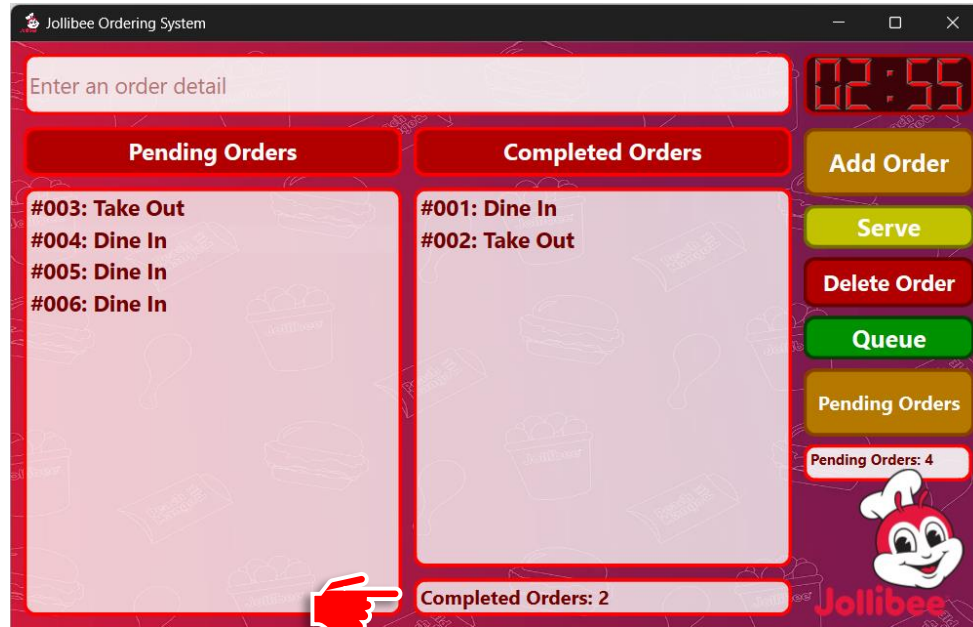 Jollibee Ordering System
Enter an order detail
02:55
Pending Orders
Completed Orders
Add Order
#003: Take Out
#004: Dine In
#005: Dine In
#006: Dine In
#001: Dine In
#002: Take Out
Serve
Delete Order
Queue
Pending Orders
Pending Orders: 4
Completed Orders: 2
Jollibee